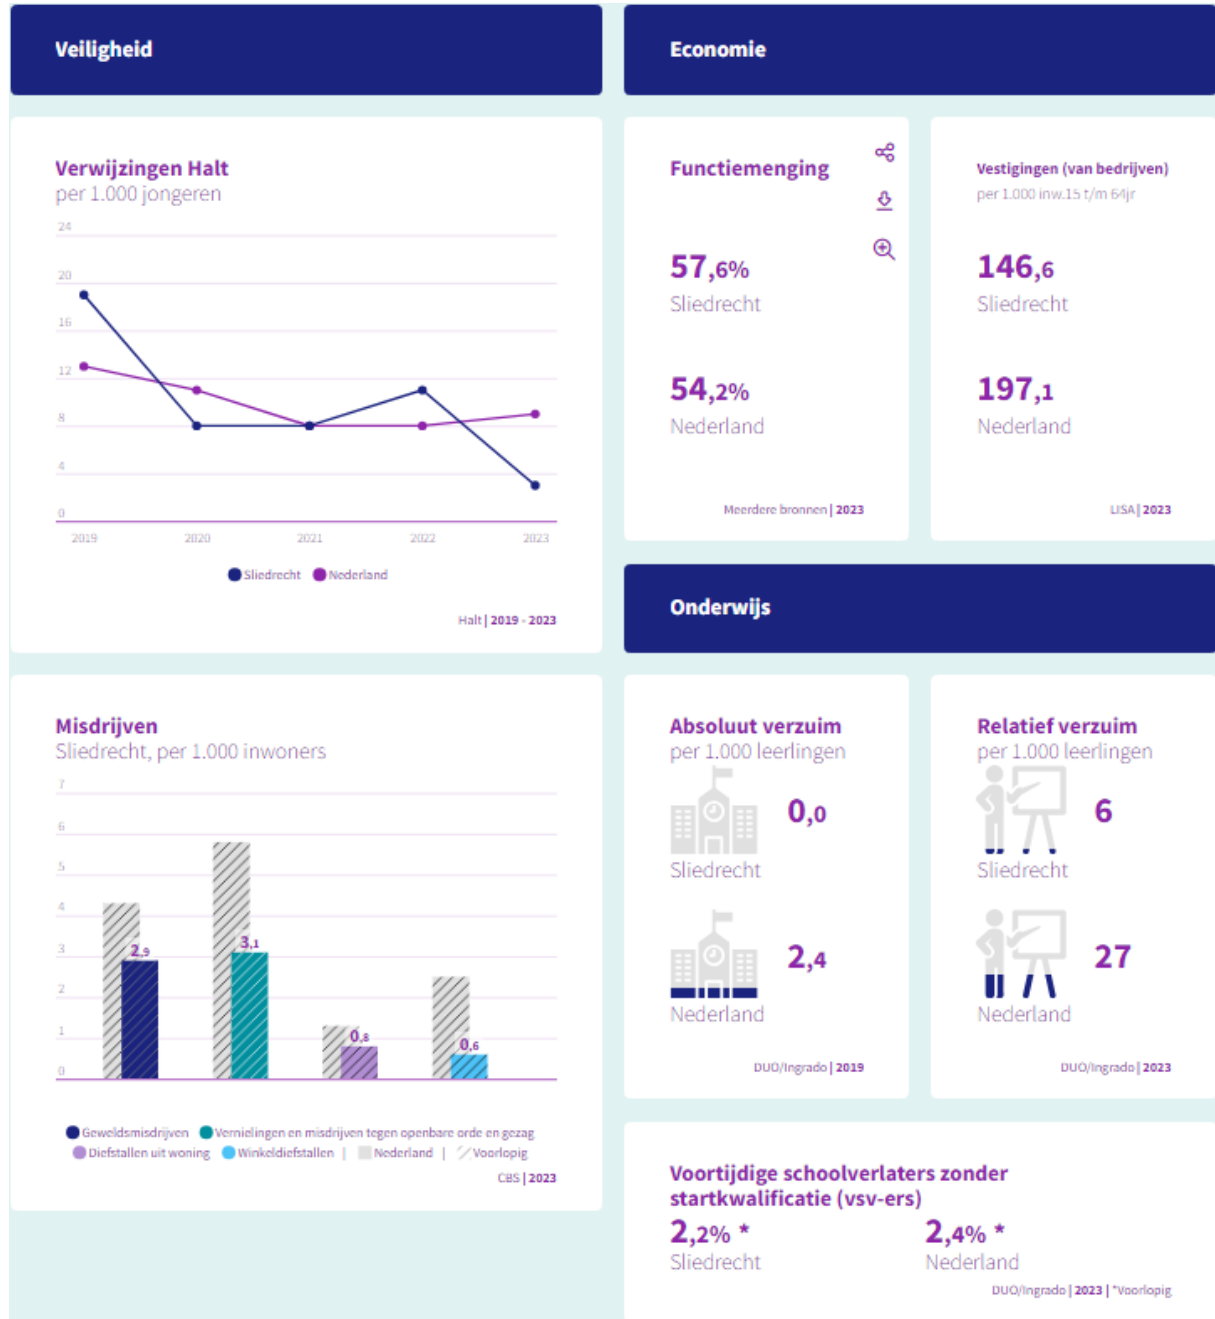 Veiligheid
Verwijzingen Halt
per 1.000 jongeren
24
20
16
12
8
4
0
2019 2020 2021 2022 2023
Sliedrecht Nederland
Halt | 2019 - 2023
Misdrijven
Sliedrecht, per 1.000 inwoners
7
6
5
4
3
2
1
0
2,9
3,1
0,8
0,6
Geweldsmisdrijven Vernielingen en misdrijven tegen openbare orde en gezag
Diefstallen uit woning Winkeldiefstallen | Nederland | Voorlopig
CBS | 2023
Economie
Functiemenging
57,6%
Sliedrecht
54,2%
Nederland
Meerdere bronnen | 2023
Vestigingen (van bedrijven)
per 1.000 inw.15 t/m 64jr
146,6
Sliedrecht
197,1
Nederland
LISA | 2023
Onderwijs
Absoluut verzuim
per 1.000 leerlingen
0,0
Sliedrecht
2,4
Nederland
DUO/Ingrado | 2019
Relatief verzuim
per 1.000 leerlingen
6
Sliedrecht
27
Nederland
DUO/Ingrado | 2023
Voortijdige schoolverlaters zonder
startkwalificatie (vsv-ers)
2,2% *
Sliedrecht
2,4% *
Nederland
DUO/Ingrado | 2023 | *Voorlopig